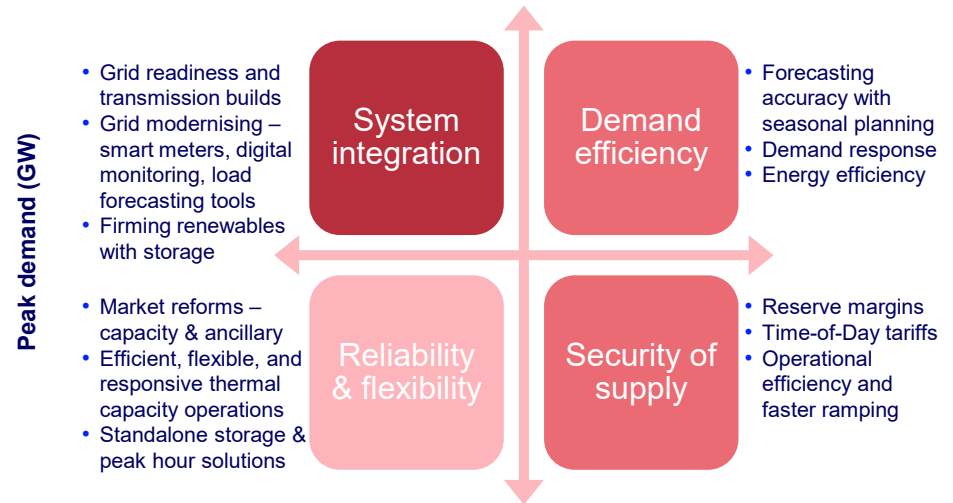 Peak demand (GW)
• Grid readiness and
transmission builds
• Grid modernising –
smart meters, digital
monitoring, load
forecasting tools
• Firming renewables
with storage
System
integration
Demand
efficiency
• Forecasting
accuracy with
seasonal planning
• Demand response
• Energy efficiency
• Market reforms –
capacity & ancillary
• Efficient, flexible, and
responsive thermal
capacity operations
• Standalone storage &
peak hour solutions
Reliability
& flexibility
Security of
supply
• Reserve margins
• Time-of-Day tariffs
• Operational
efficiency and
faster ramping